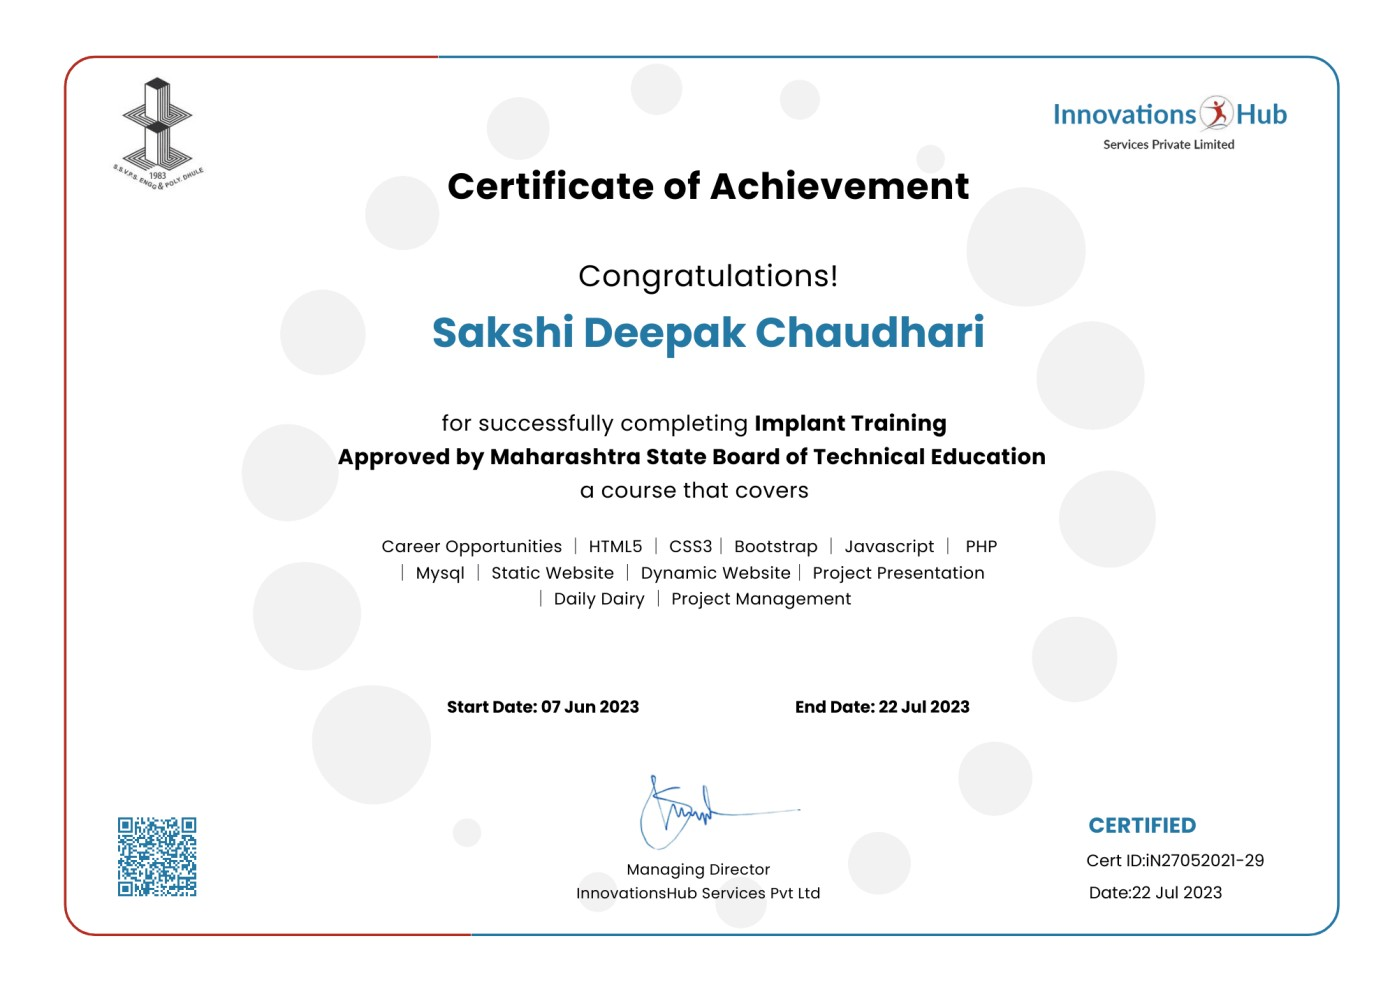 S.S.V.P.S. ENGG & POLY. DHULE
1983
Innovations Hub
Services Private Limited
Certificate of Achievement
Congratulations!
Sakshi Deepak Chaudhari
for successfully completing Implant Training
Approved by Maharashtra State Board of Technical Education
a course that covers
Career Opportunities | HTML5 | CSS3 | Bootstrap | Javascript | PHP
| Mysql | Static Website | Dynamic Website | Project Presentation
| Daily Dairy | Project Management
Start Date: 07 Jun 2023 End Date: 22 Jul 2023
Managing Director
InnovationsHub Services Pvt Ltd
CERTIFIED
Cert ID:iN27052021-29
Date:22 Jul 2023